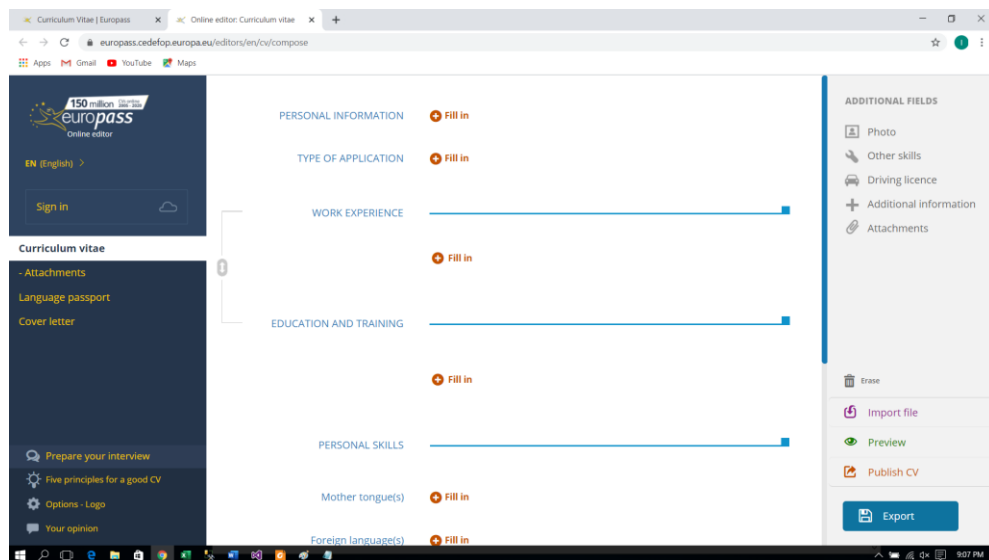 Curriculum Vitae | Europass
Online editor: Curriculum vitae
europass.cedefop.europa.eu/editors/en/cv/compose
Apps Gmail YouTube Maps
150 million
europass
Online editor
EN (English)
Sign in
Curriculum vitae
- Attachments
Language passport
Cover letter
Prepare your interview
Five principles for a good CV
Options - Logo
Your opinion
PERSONAL INFORMATION Fill in
TYPE OF APPLICATION Fill in
WORK EXPERIENCE
Fill in
EDUCATION AND TRAINING
Fill in
PERSONAL SKILLS
Mother tongue(s) Fill in
Foreign language(s) Fill in
ADDITIONAL FIELDS
Photo
Other skills
Driving licence
Additional information
Attachments
Erase
Import file
Preview
Publish CV
Export
9:07 PM